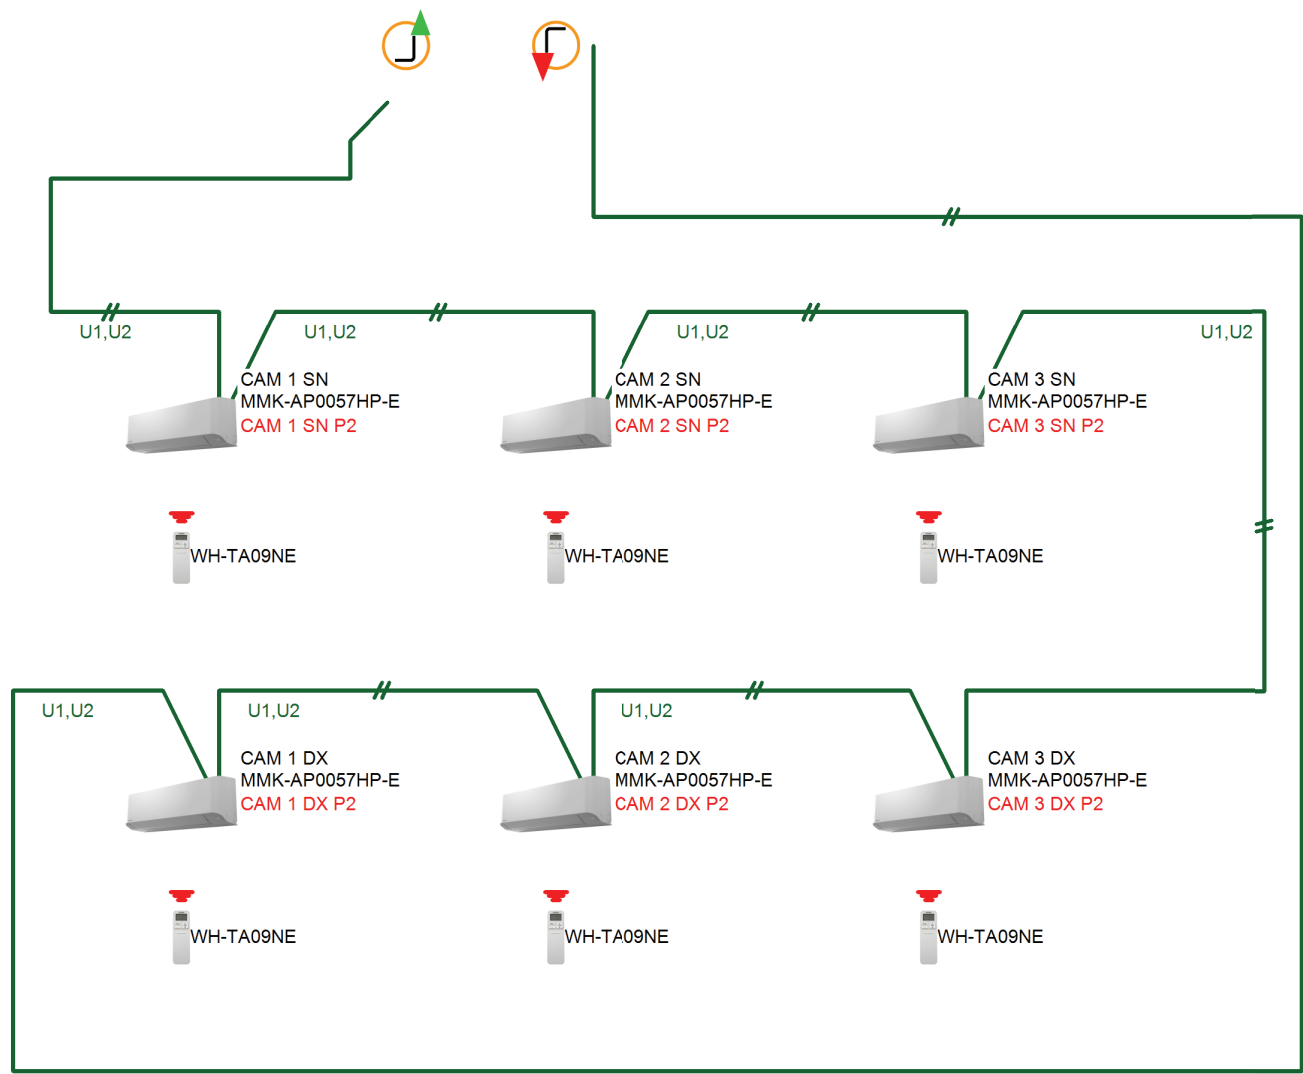 U1,U2
U1,U2
U1,U2
U1,U2
CAM 1 SN
MMK-AP0057HP-E
CAM 1 SN P2
CAM 2 SN
MMK-AP0057HP-E
CAM 2 SN P2
CAM 3 SN
MMK-AP0057HP-E
CAM 3 SN P2
WH-TA09NE
WH-TA09NE
WH-TA09NE
U1,U2
U1,U2
U1,U2
CAM 1 DX
MMK-AP0057HP-E
CAM 1 DX P2
CAM 2 DX
MMK-AP0057HP-E
CAM 2 DX P2
CAM 3 DX
MMK-AP0057HP-E
CAM 3 DX P2
WH-TA09NE
WH-TA09NE
WH-TA09NE